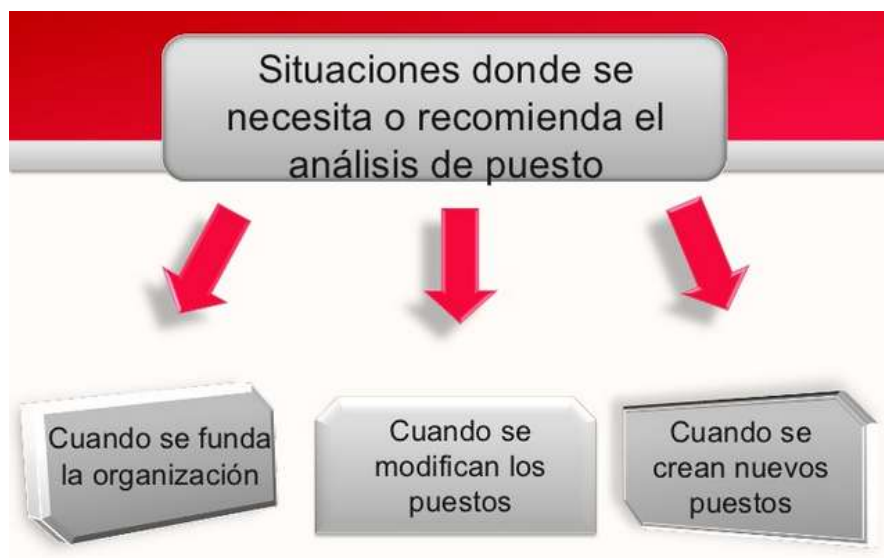 Situaciones donde se
necesita o recomienda el
análisis de puesto
Cuando se funda
la organización
Cuando se
modifican los
puestos
Cuando se
crean nuevos
puestos